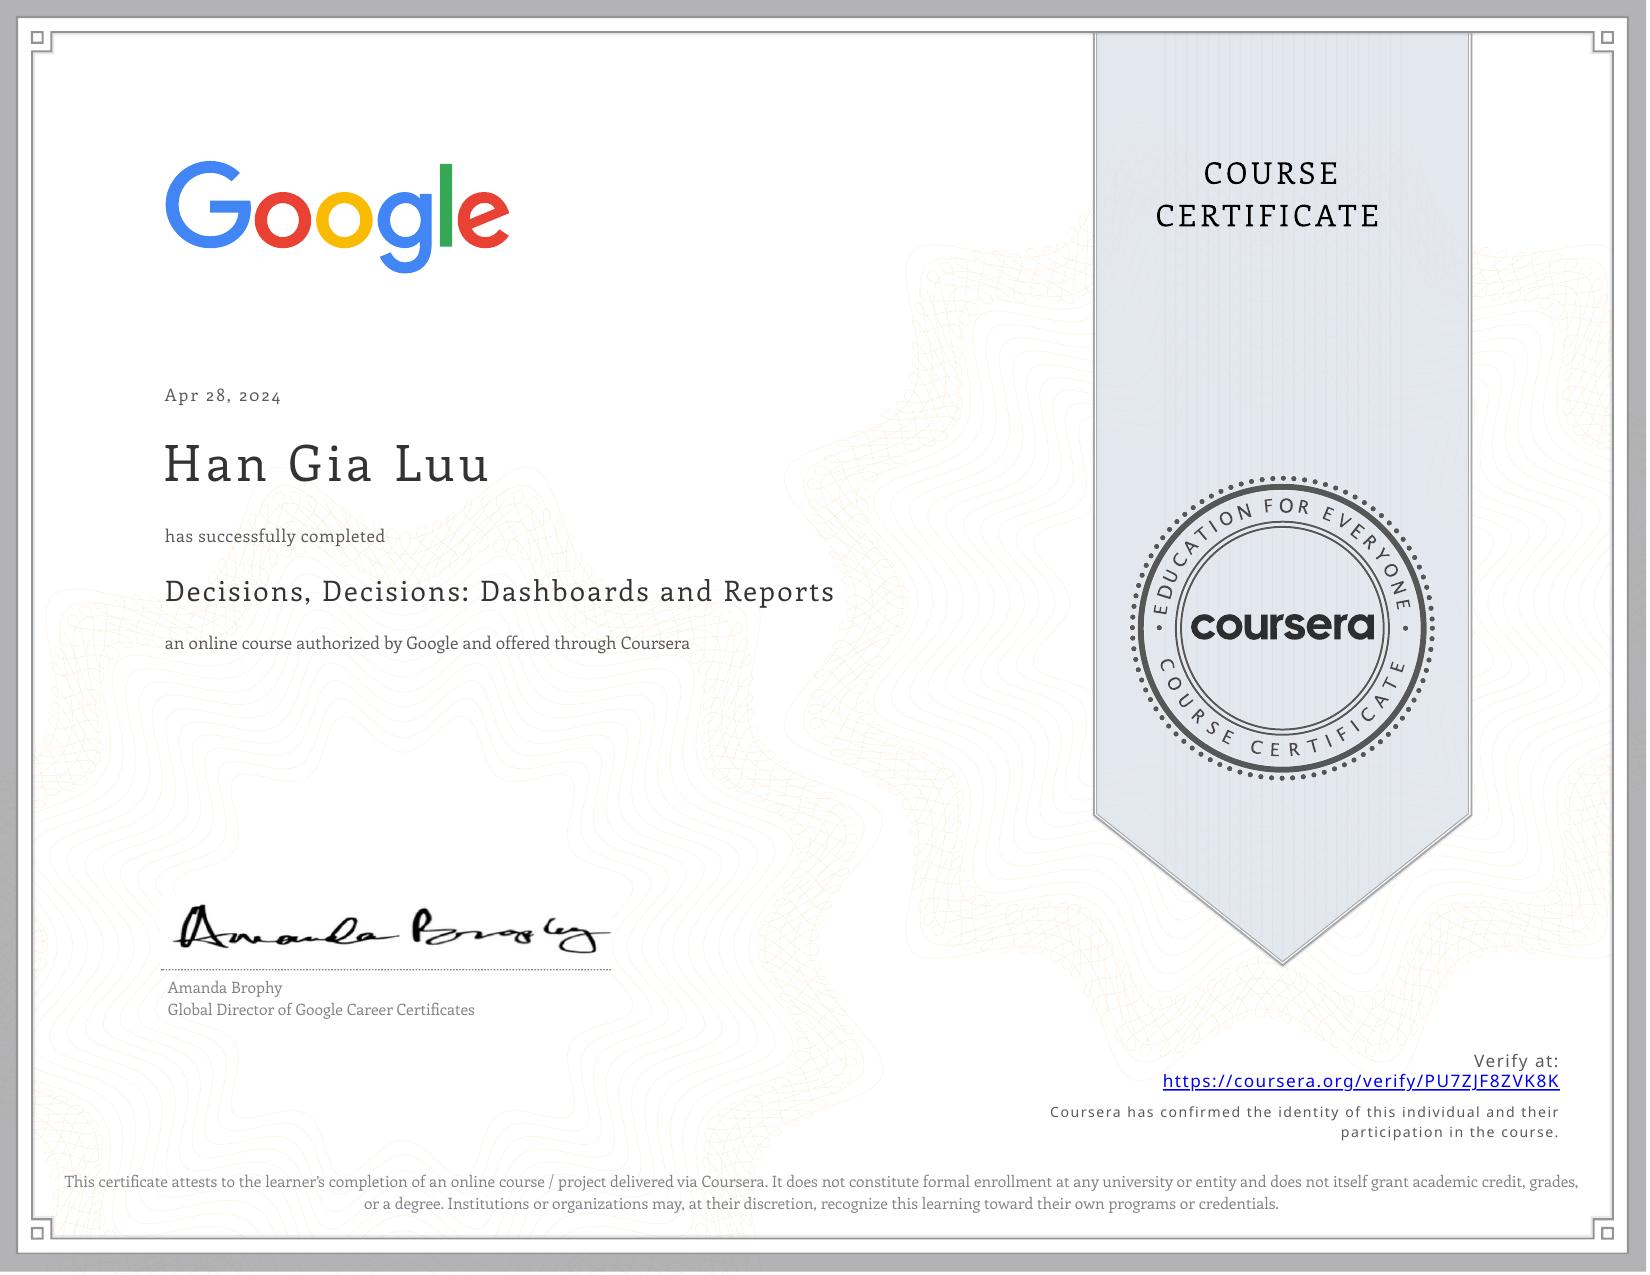 Google
COURSE
CERTIFICATE
Apr 28, 2024
Han Gia Luu
has successfully completed
Decisions, Decisions: Dashboards and Reports
an online course authorized by Google and offered through Coursera
EDUCATION FOR EVERYONE
coursera
COURSE CERTIFICATE
Amanda Brophy
Amanda Brophy
Global Director of Google Career Certificates
Verify at:
https://coursera.org/verify/PU7ZJF8ZVK8K
Coursera has confirmed the identity of this individual and their
participation in the course.
This certificate attests to the learner's completion of an online course / project delivered via Coursera. It does not constitute formal enrollment at any university or entity and does not itself grant academic credit, grades,
or a degree. Institutions or organizations may, at their discretion, recognize this learning toward their own programs or credentials.